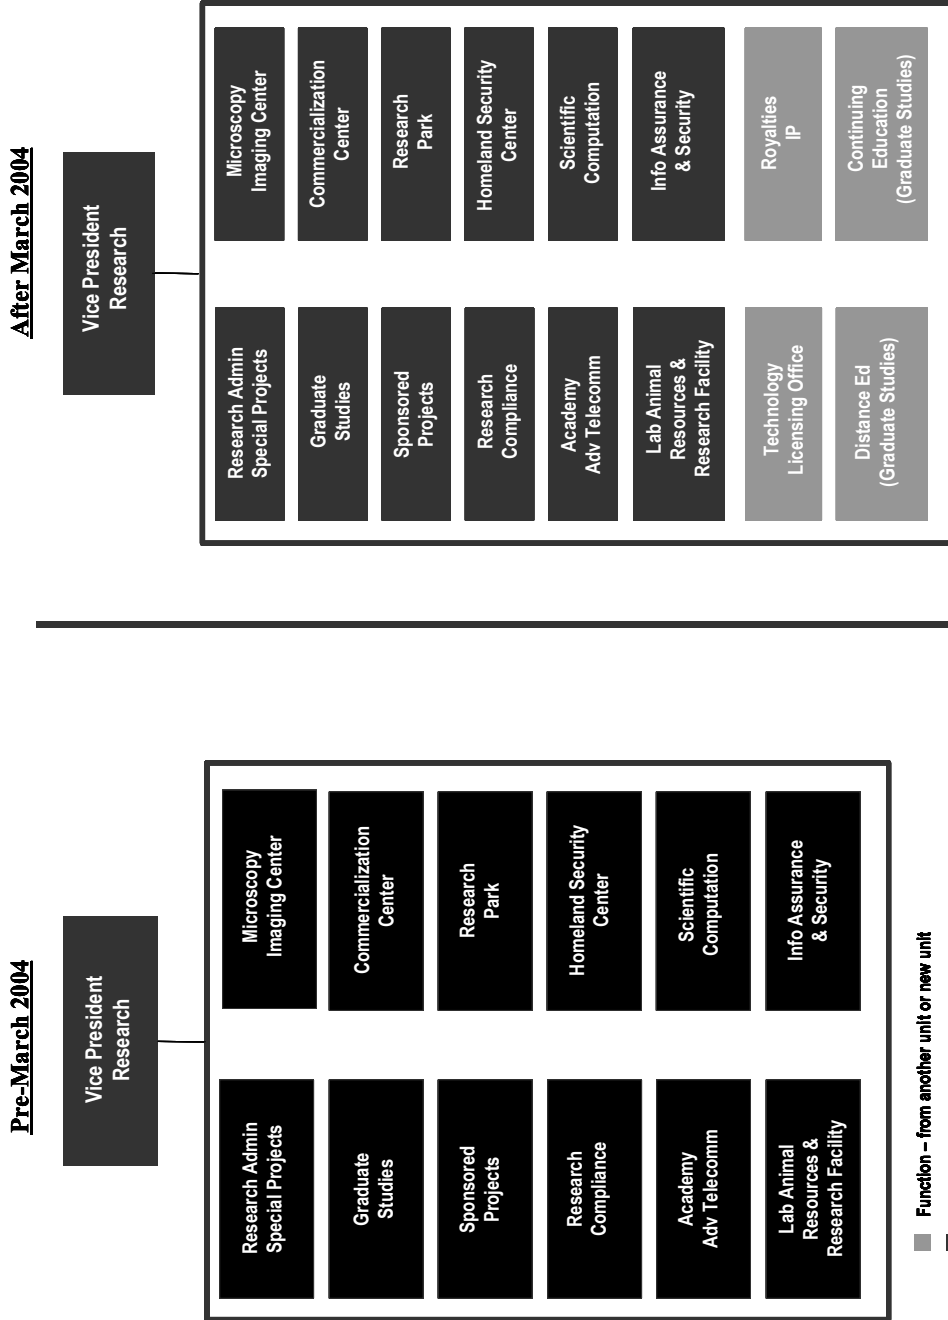 Pre-March 2004
Vice President
Research
Research Admin
Special Projects
Microscopy
Imaging Center
Graduate
Studies
Commercialization
Center
Sponsored
Projects
Research
Park
Research
Compliance
Homeland Security
Center
Academy
Adv Telecomm
Scientific
Computation
Lab Animal
Resources &
Research Facility
Info Assurance
& Security
Function – from another unit or new unit
After March 2004
Vice President
Research
Research Admin
Special Projects
Microscopy
Imaging Center
Graduate
Studies
Commercialization
Center
Sponsored
Projects
Research
Park
Research
Compliance
Homeland Security
Center
Academy
Adv Telecomm
Scientific
Computation
Lab Animal
Resources &
Research Facility
Info Assurance
& Security
Technology
Licensing Office
Royalties
IP
Distance Ed
(Graduate Studies)
Continuing
Education
(Graduate Studies)